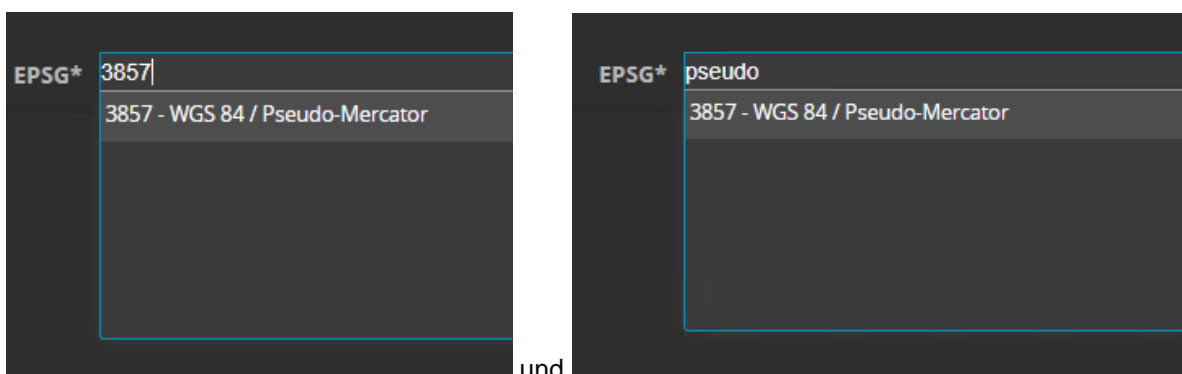 EPSG* 3857
3857 - WGS 84 / Pseudo-Mercator
und
EPSG* pseudo
3857 - WGS 84 / Pseudo-Mercator